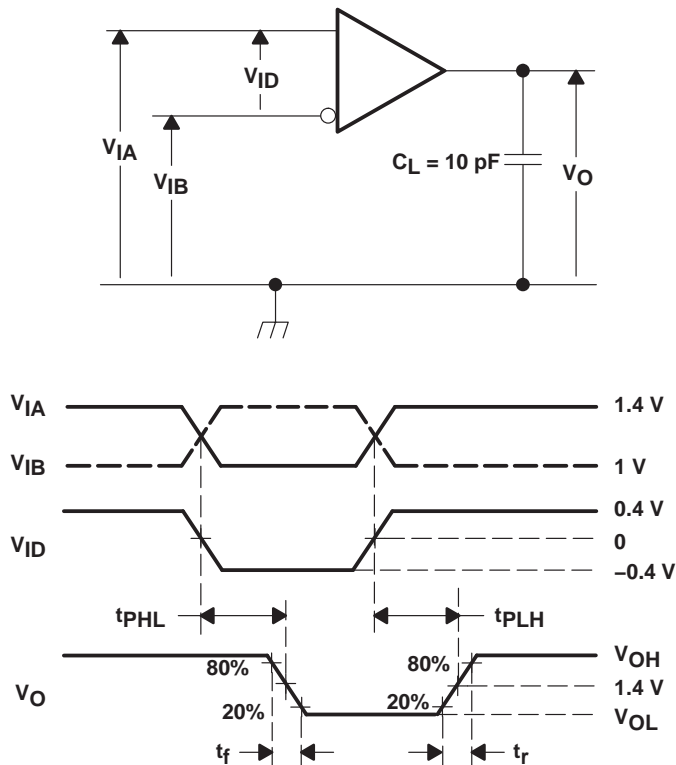 VID
VIA
VIB
CL = 10 pF
VO
VIA
1.4 V
VIB
1 V
0.4 V
VID
0
−0.4 V
tPHL
tPLH
80%
80%
VOH
VO
1.4 V
20%
20%
VOL
tf
tr